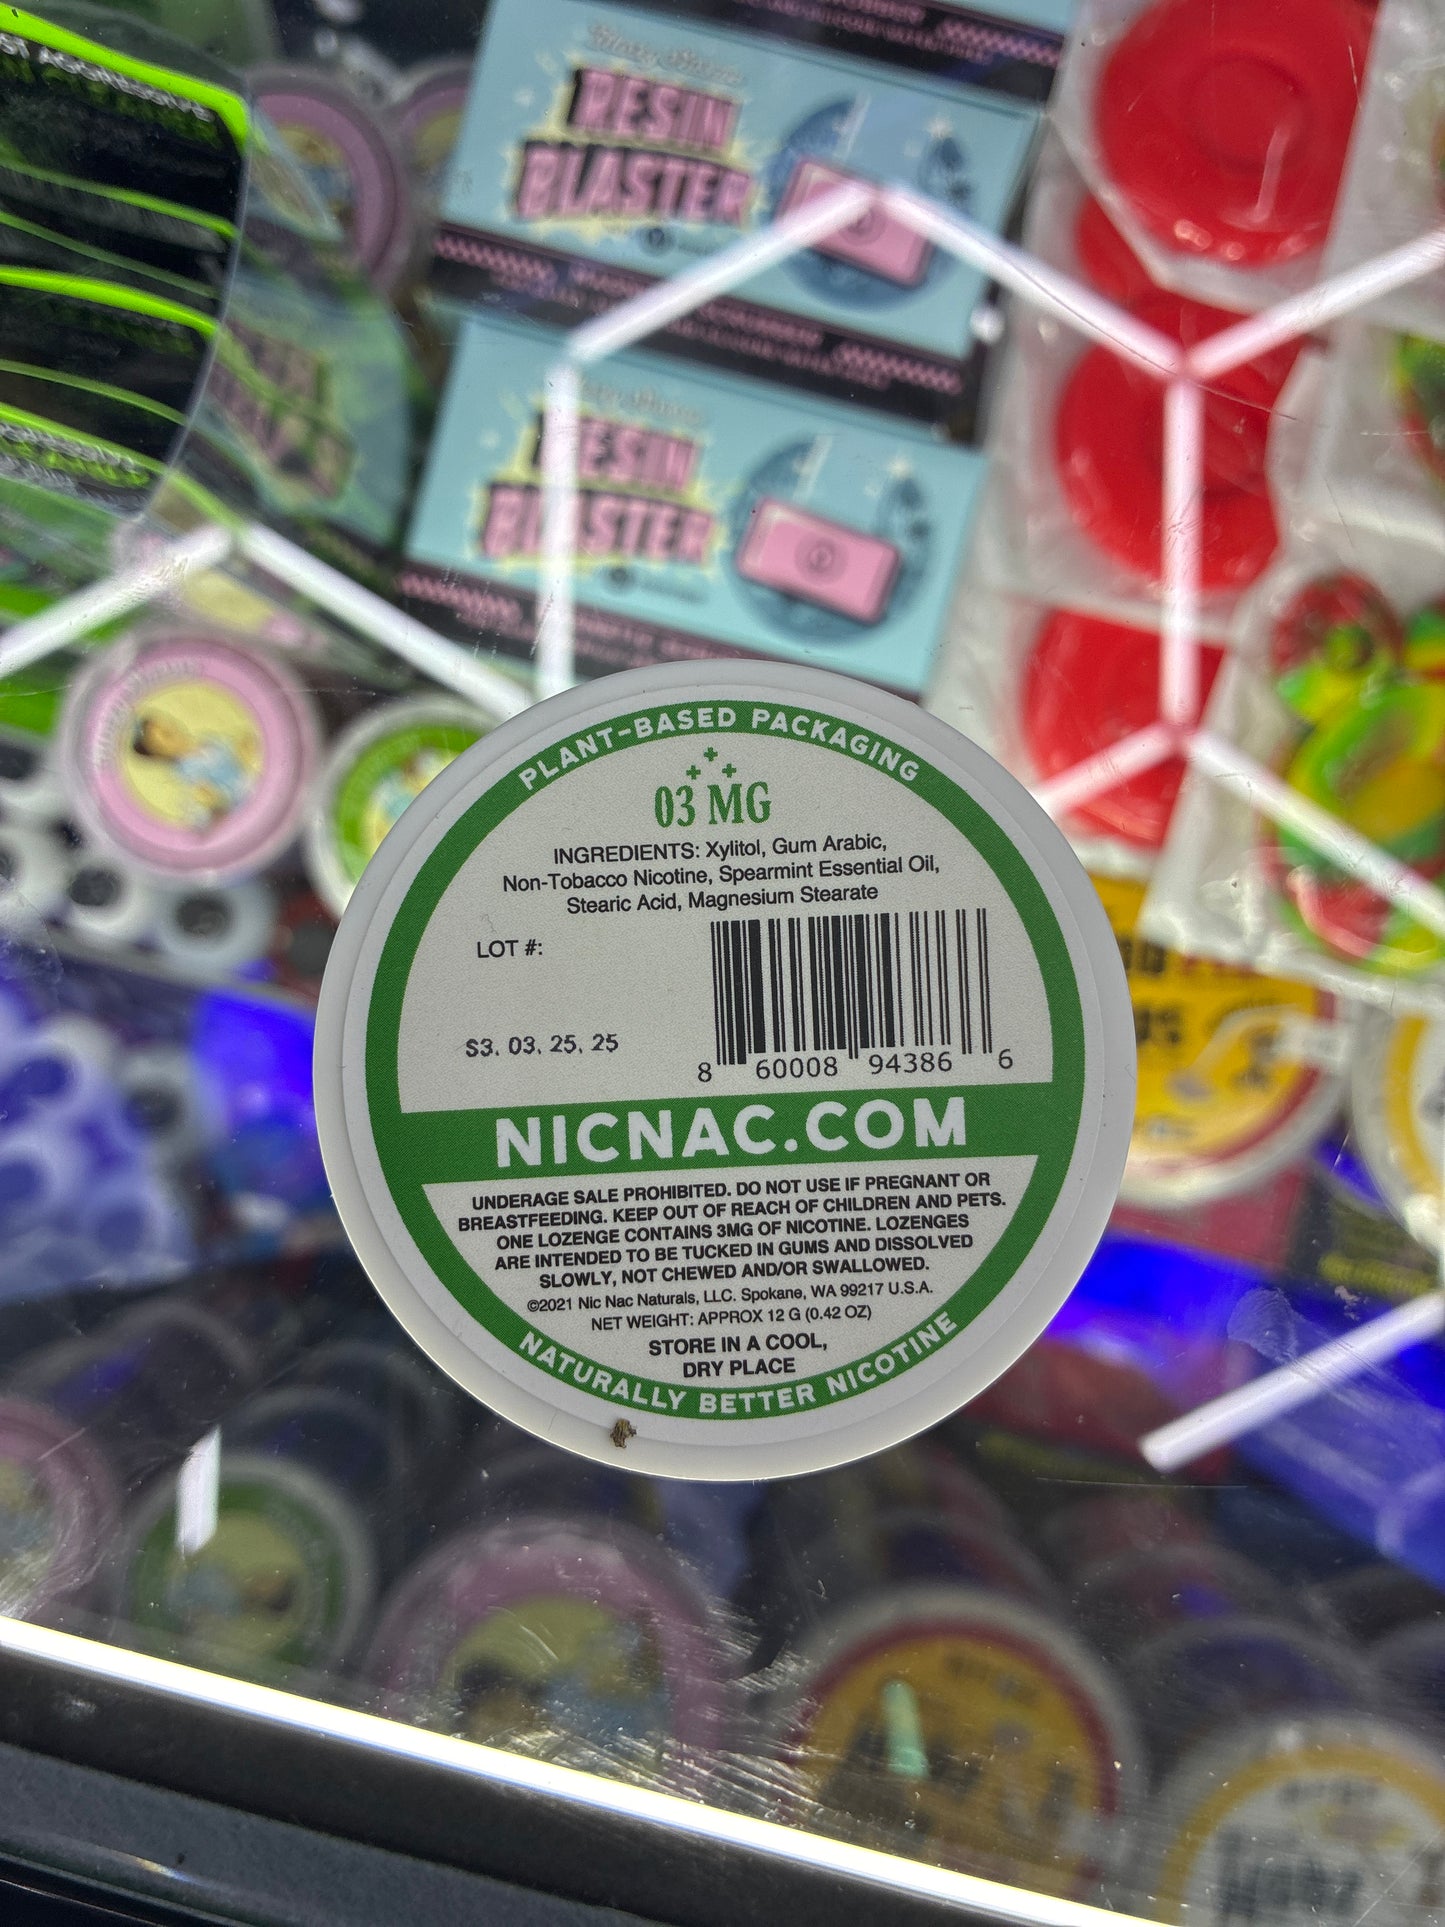 RESIN
BLASTER
RESIN
BLASTER
PLANT-BASED PACKAGING
03 MG
INGREDIENTS: Xylitol, Gum Arabic,
Non-Tobacco Nicotine, Spearmint Essential Oil,
Stearic Acid, Magnesium Stearate
LOT #:
S3. 03. 25. 25
8 60008 94386 6
NICNAC.COM
UNDERAGE SALE PROHIBITED. DO NOT USE IF PREGNANT OR
BREASTFEEDING. KEEP OUT OF REACH OF CHILDREN AND PETS.
ONE LOZENGE CONTAINS 3MG OF NICOTINE. LOZENGES
ARE INTENDED TO BE TUCKED IN GUMS AND DISSOLVED
SLOWLY, NOT CHEWED AND/OR SWALLOWED.
©2021 Nic Nac Naturals, LLC. Spokane, WA 99217 U.S.A.
NET WEIGHT: APPROX 12 G (0.42 OZ)
STORE IN A COOL,
DRY PLACE
NATURALLY BETTER NICOTINE